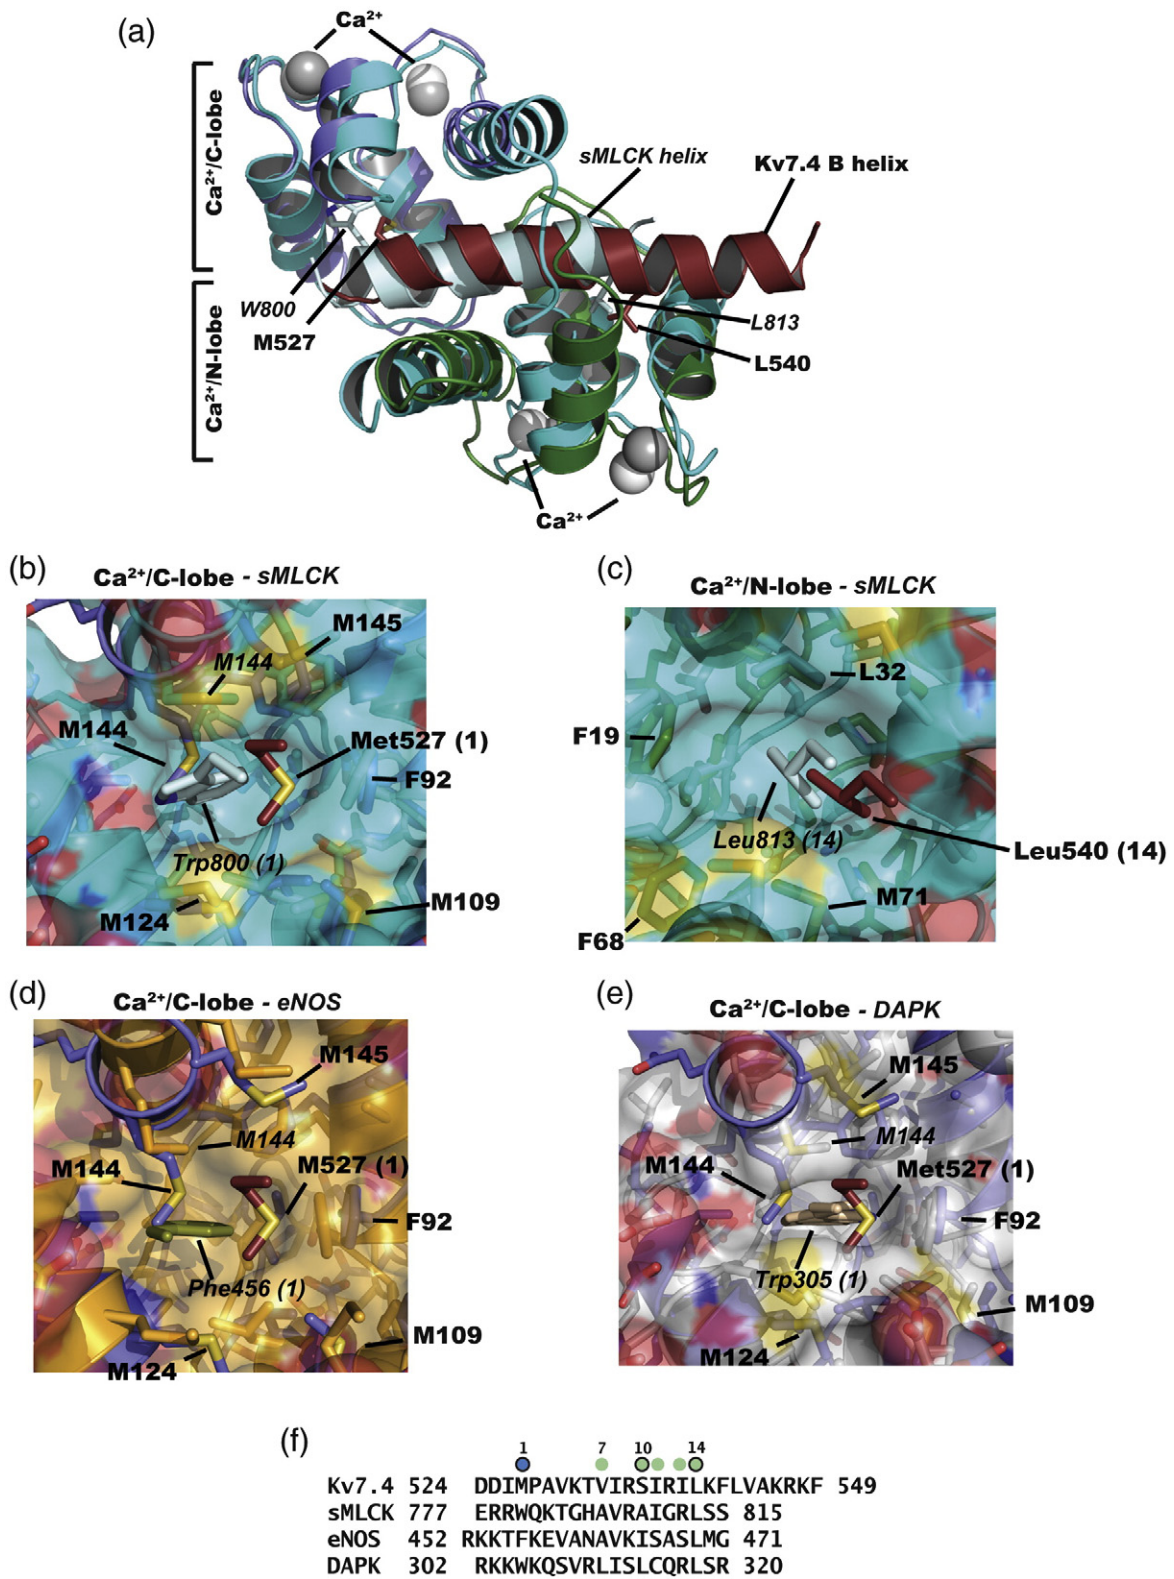 (a)
Ca²⁺
Ca²⁺/C-lobe
Ca²⁺/N-lobe
sMLCK helix
Kv7.4 B helix
W800
M527
L813
L540
Ca²⁺
(b)
Ca²⁺/C-lobe - sMLCK
M145
M144
M144
Met527 (1)
F92
Trp800 (1)
M124
M109
(c)
Ca²⁺/N-lobe - sMLCK
L32
F19
Leu813 (14)
Leu540 (14)
M71
F68
(d)
Ca²⁺/C-lobe - eNOS
M145
M144
M144
M527 (1)
F92
Phe456 (1)
M109
M124
(e)
Ca²⁺/C-lobe - DAPK
M145
M144
M144
Met527 (1)
F92
Trp305 (1)
M109
M124
(f)
1 7 10 14
Kv7.4 524 DDIMPAVKTVIRSIRILKFLVAKRKF 549
sMLCK 777 ERRWQKTGHAVRAIGRLSS 815
eNOS 452 RKKTFKEVANAVKISASLMG 471
DAPK 302 RKKWKQSVRLISLCQRLSR 320